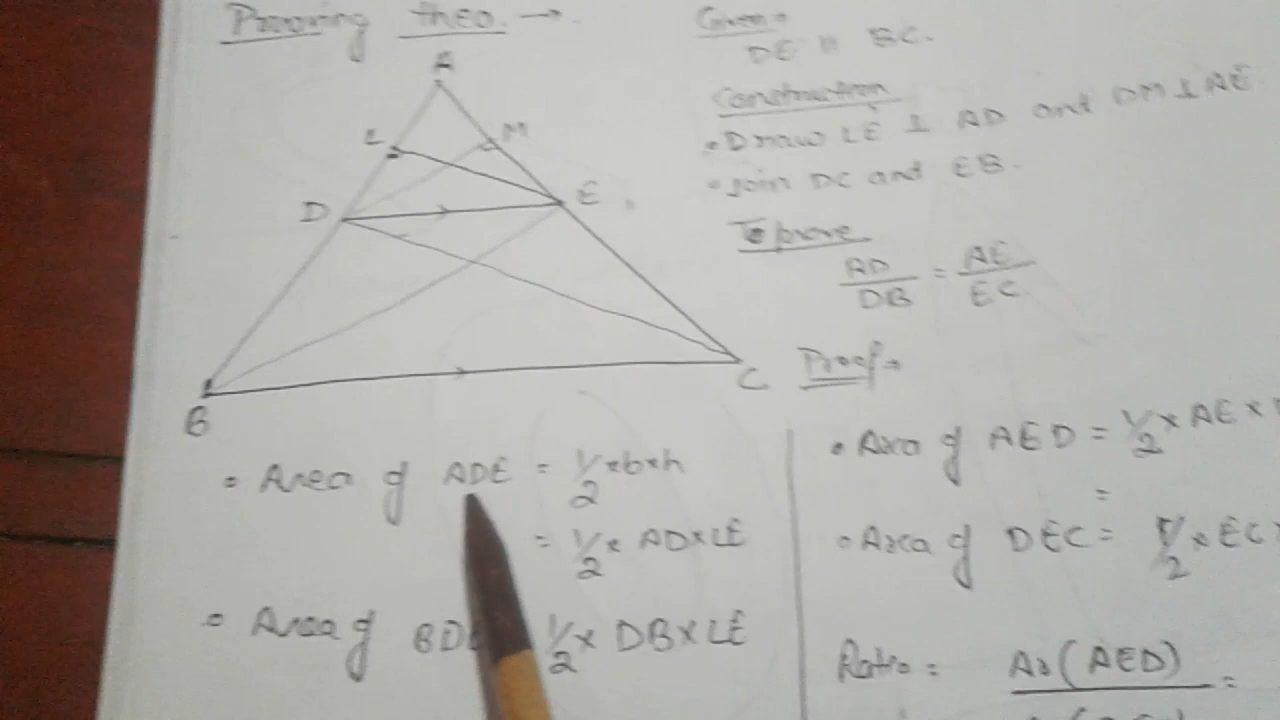 Prooving theo. →
A
L
M
D
E
B
C
Given
DE || BC.
Construction
• Draw LE ⊥ AD and DM ⊥ AE
• Join DC and EB.
To prove
AD/DB = AE/EC
Proof→
• Area of ADE = 1/2 × b × h
= 1/2 × AD × LE
• Area of BD 1/2 × DB × LE
• Area of AED = 1/2 × AE ×
=
• Area of DEC = 1/2 × EC ×
Ratio = Ar(AED) =